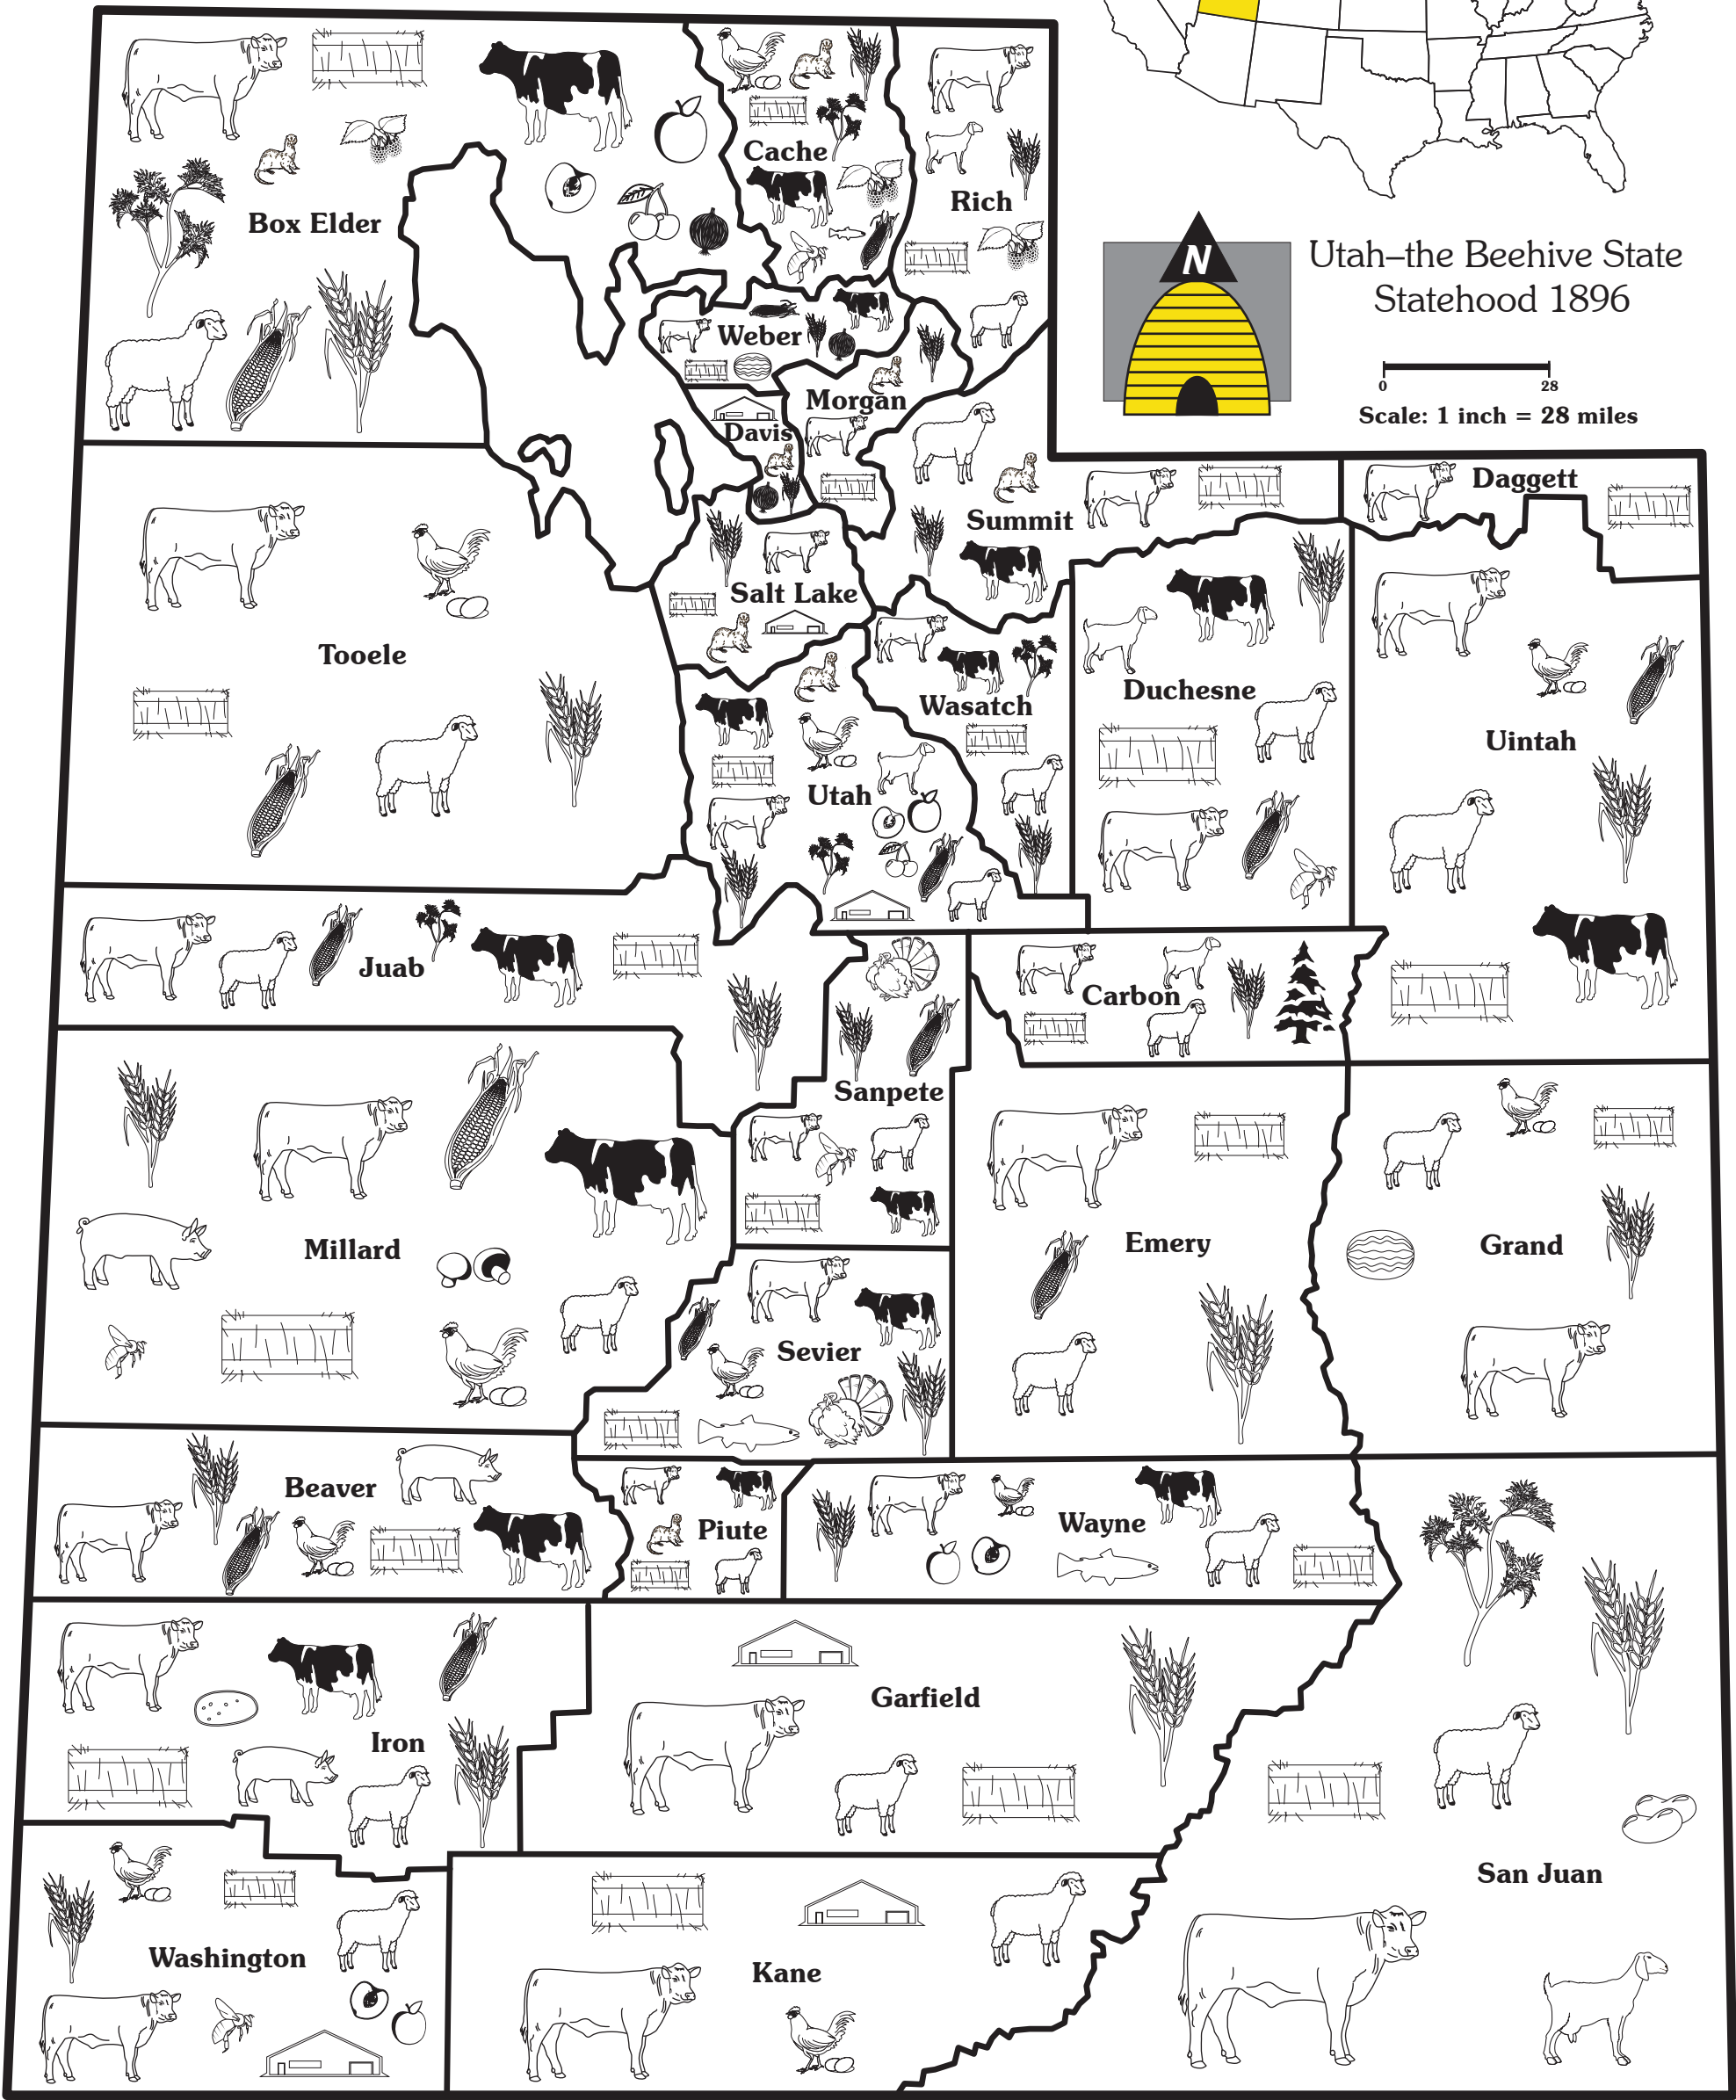 Cache
Rich
Box Elder
N
Utah–the Beehive State
Statehood 1896
0 28
Scale: 1 inch = 28 miles
Weber
Morgan
Davis
Daggett
Summit
Salt Lake
Tooele
Wasatch
Duchesne
Uintah
Utah
Juab
Carbon
Sanpete
Millard
Emery
Grand
Sevier
Beaver
Piute
Wayne
Garfield
Iron
San Juan
Washington
Kane